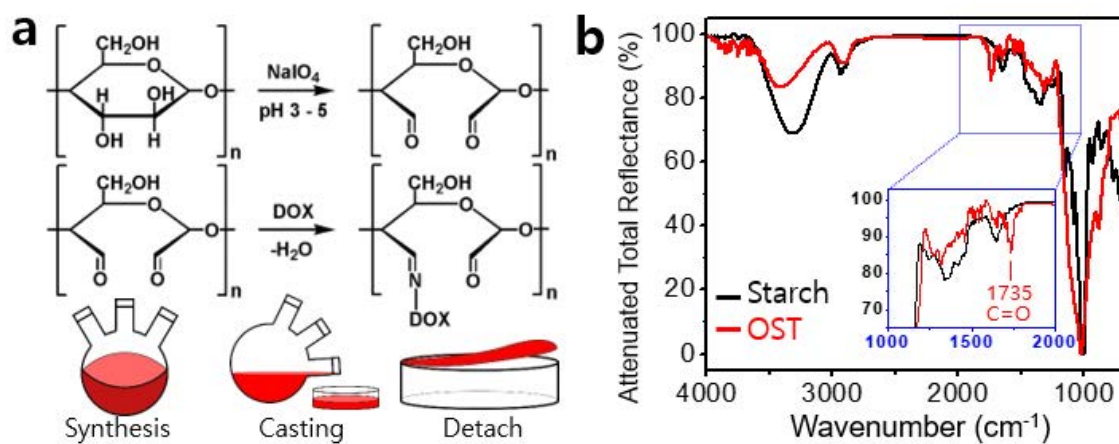 a
CH₂OH
O
H
OH
O
OH
H
n
NaIO₄
pH 3 - 5
CH₂OH
O
O
O
O
n
CH₂OH
O
O
O
O
n
DOX
-H₂O
CH₂OH
O
O
N
O
DOX
n
Synthesis
Casting
Detach
b
Attenuated Total Reflectance (%)
100
80
60
40
20
0
100
90
80
70
1735
C=O
1000 1500 2000
Starch
OST
4000 3000 2000 1000
Wavenumber (cm⁻¹)